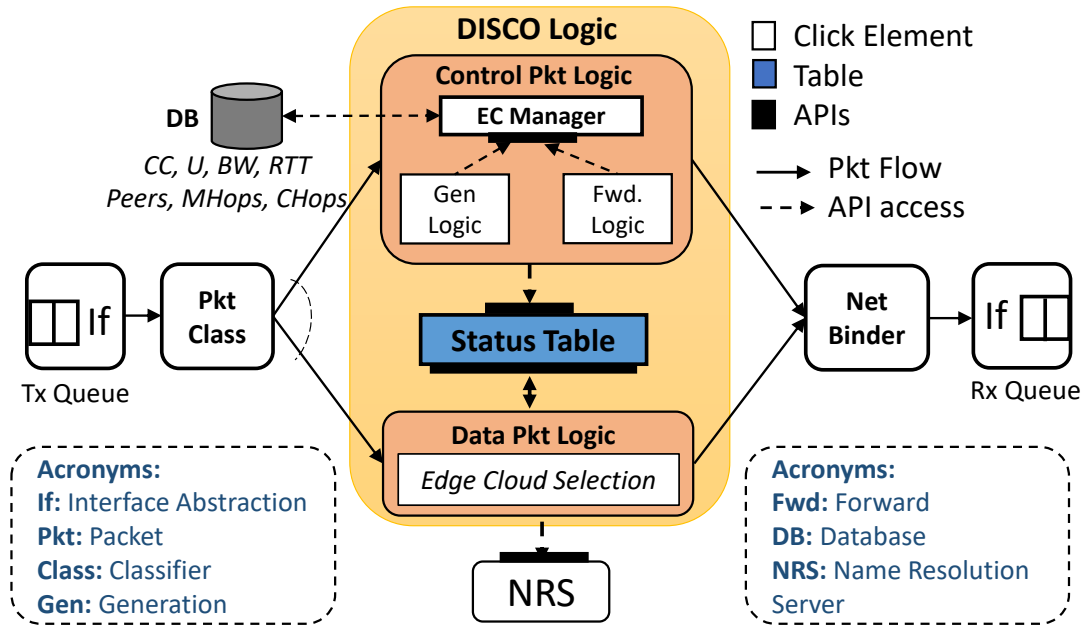 DISCO Logic
Control Pkt Logic
EC Manager
DB
CC, U, BW, RTT
Peers, MHops, CHops
Gen
Logic
Fwd.
Logic
Click Element
Table
APIs
Pkt Flow
API access
If
Tx Queue
Pkt
Class
Status Table
Net
Binder
If
Rx Queue
Data Pkt Logic
Edge Cloud Selection
NRS
Acronyms:
If: Interface Abstraction
Pkt: Packet
Class: Classifier
Gen: Generation
Acronyms:
Fwd: Forward
DB: Database
NRS: Name Resolution
Server